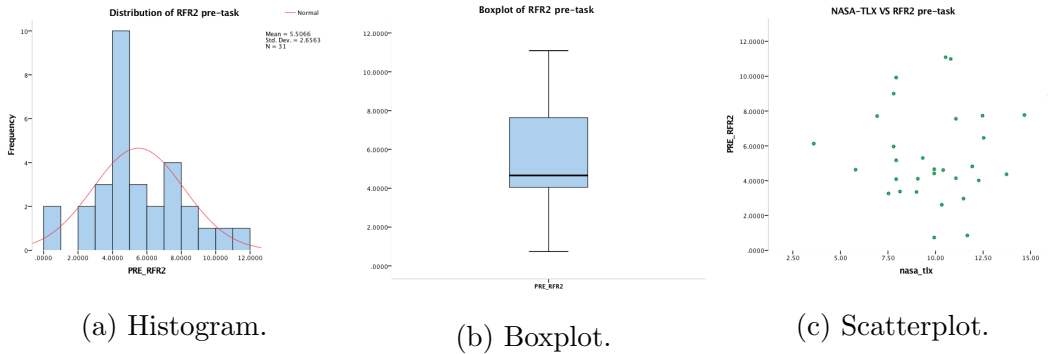 Distribution of RFR2 pre-task
Normal
Mean = 5.5066
Std. Dev. = 2.6563
N = 31
10
8
6
4
2
0
Frequency
.0000 2.0000 4.0000 6.0000 8.0000 10.0000 12.0000
PRE_RFR2
(a) Histogram.
Boxplot of RFR2 pre-task
12.0000
10.0000
8.0000
6.0000
4.0000
2.0000
.0000
PRE_RFR2
(b) Boxplot.
NASA-TLX VS RFR2 pre-task
12.0000
10.0000
8.0000
6.0000
4.0000
2.0000
.0000
PRE_RFR2
2.50 5.00 7.50 10.00 12.50 15.00
nasa_tlx
(c) Scatterplot.